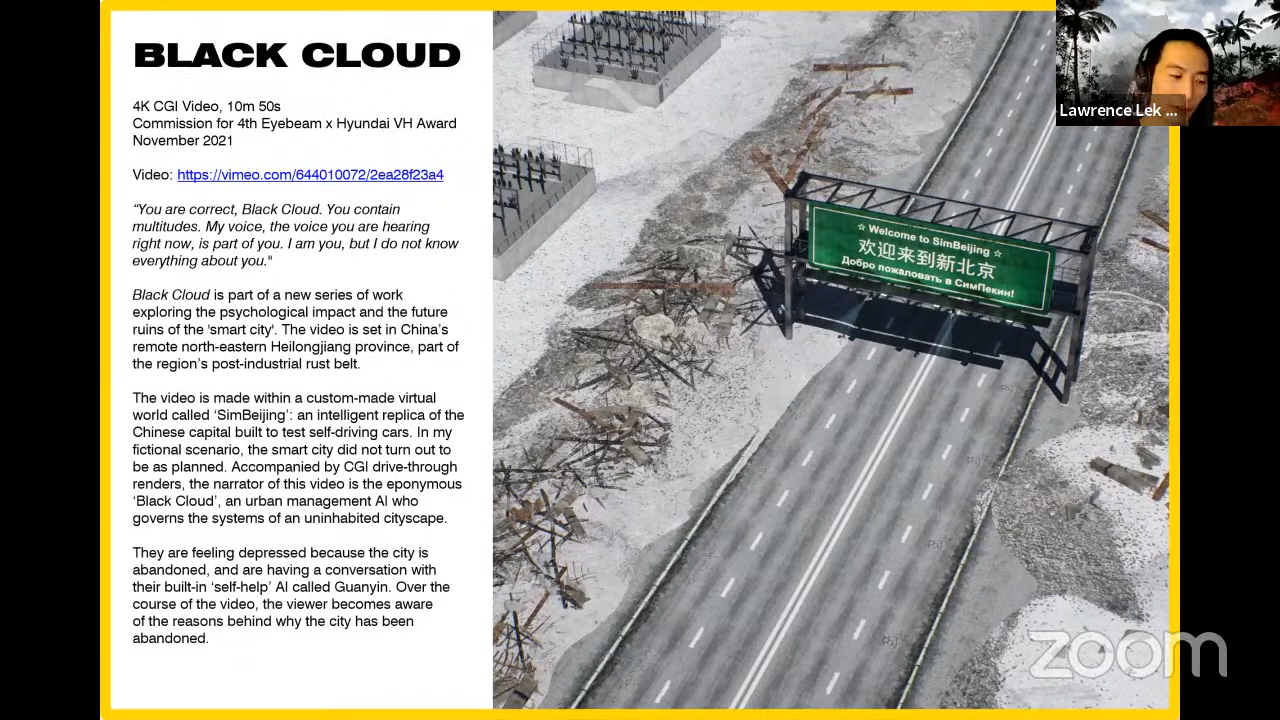 BLACK CLOUD
4K CGI Video, 10m 50s
Commission for 4th Eyebeam x Hyundai VH Award
November 2021
Video: https://vimeo.com/644010072/2ea28f23a4
“You are correct, Black Cloud. You contain
multitudes. My voice, the voice you are hearing
right now, is part of you. I am you, but I do not know
everything about you."
Black Cloud is part of a new series of work
exploring the psychological impact and the future
ruins of the 'smart city'. The video is set in China’s
remote north-eastern Heilongjiang province, part of
the region’s post-industrial rust belt.
The video is made within a custom-made virtual
world called ‘SimBeijing’: an intelligent replica of the
Chinese capital built to test self-driving cars. In my
fictional scenario, the smart city did not turn out to
be as planned. Accompanied by CGI drive-through
renders, the narrator of this video is the eponymous
‘Black Cloud’, an urban management AI who
governs the systems of an uninhabited cityscape.
They are feeling depressed because the city is
abandoned, and are having a conversation with
their built-in ‘self-help’ AI called Guanyin. Over the
course of the video, the viewer becomes aware
of the reasons behind why the city has been
abandoned.
☆ Welcome to SimBeijing ☆
欢迎来到新北京
Добро пожаловать в СимПекин!
Lawrence Lek ...
zoom